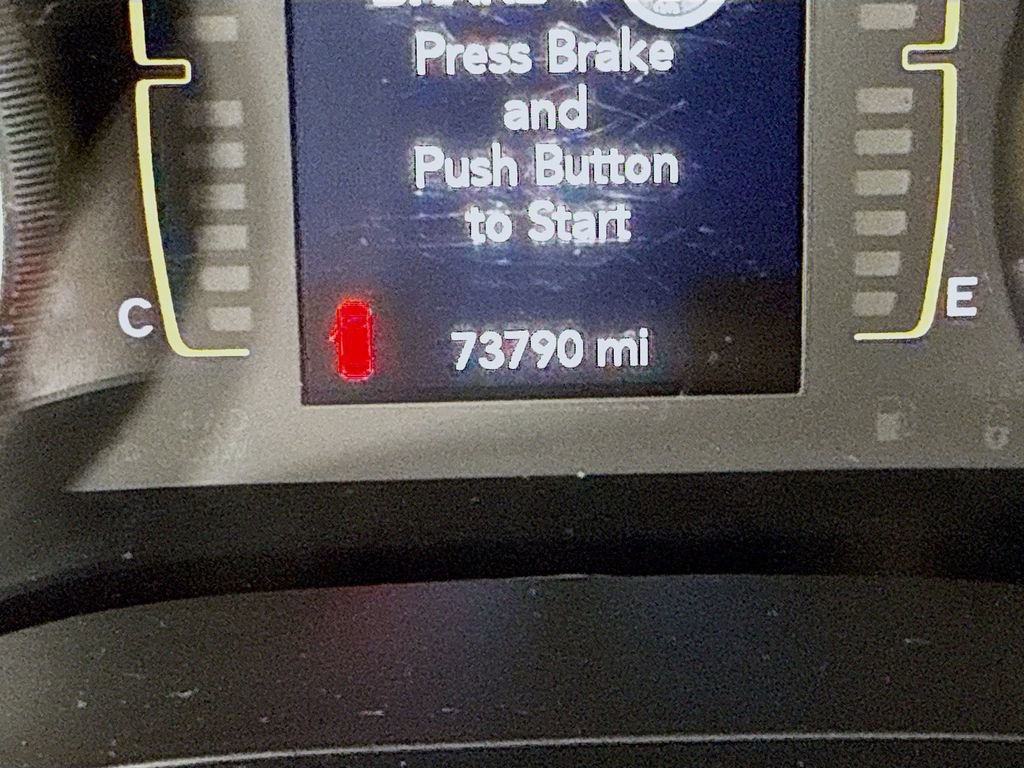 Press Brake
and
Push Button
to Start
C
E
73790 mi